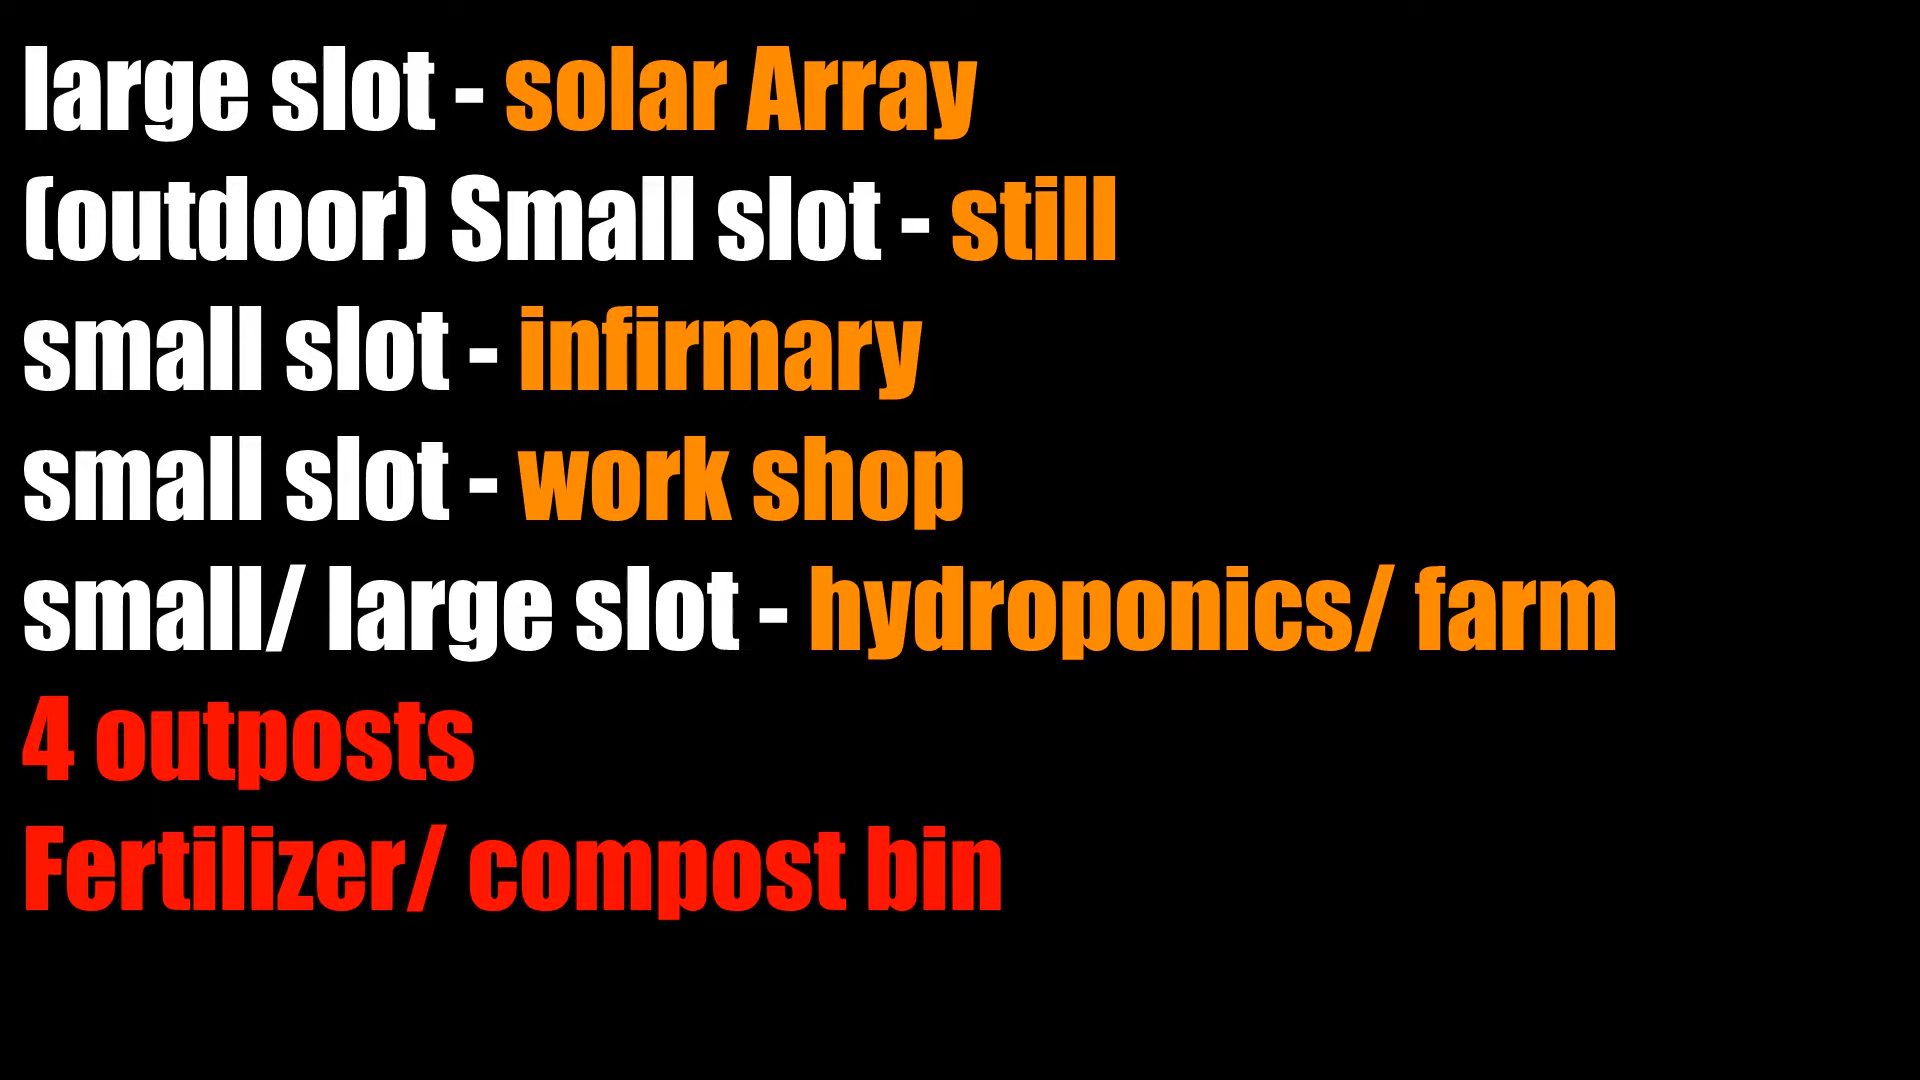 large slot - solar Array
(outdoor) Small slot - still
small slot - infirmary
small slot - work shop
small/ large slot - hydroponics/ farm
4 outposts
Fertilizer/ compost bin